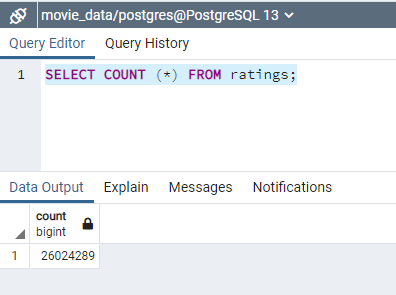 movie_data/postgres@PostgreSQL 13
Query Editor Query History
1 SELECT COUNT (*) FROM ratings;
Data Output Explain Messages Notifications
count
bigint
1 26024289